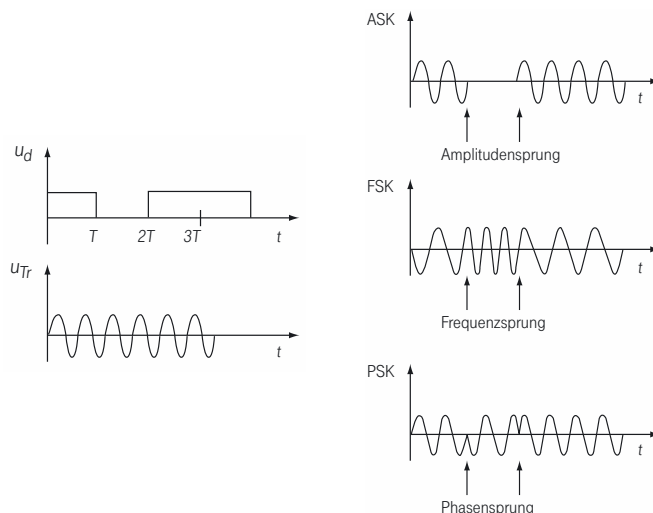 u_d
T 2T 3T t
u_Tr
t
ASK
t
Amplitudensprung
FSK
t
Frequenzsprung
PSK
t
Phasensprung